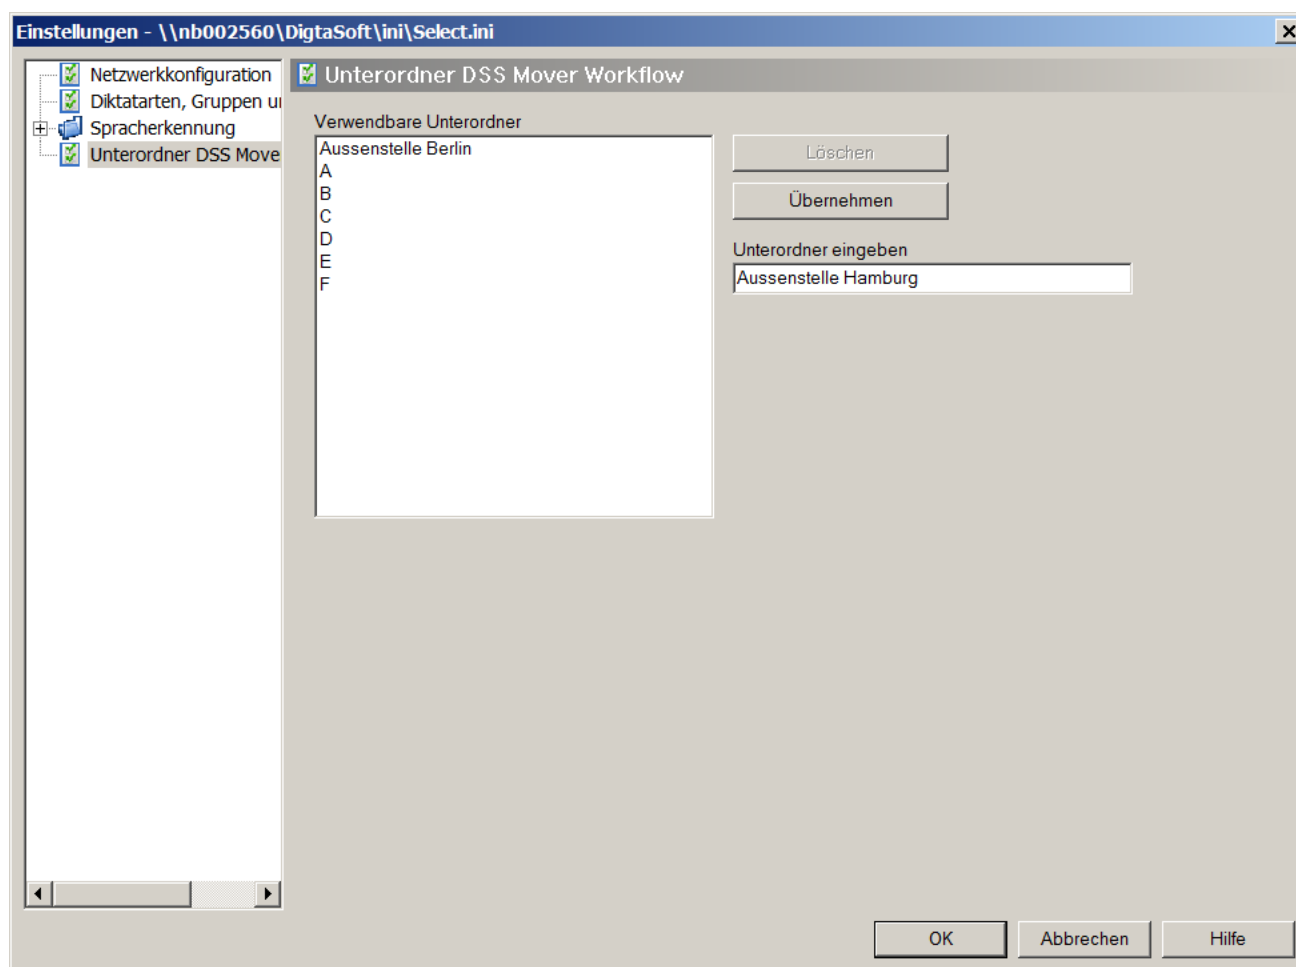 Einstellungen - \\nb002560\DigtaSoft\ini\Select.ini
Netzwerkkonfiguration
Diktatarten, Gruppen u
Spracherkennung
Unterordner DSS Move
Unterordner DSS Mover Workflow
Verwendbare Unterordner
Aussenstelle Berlin
A
B
C
D
E
F
Löschen
Übernehmen
Unterordner eingeben
Aussenstelle Hamburg
OK
Abbrechen
Hilfe